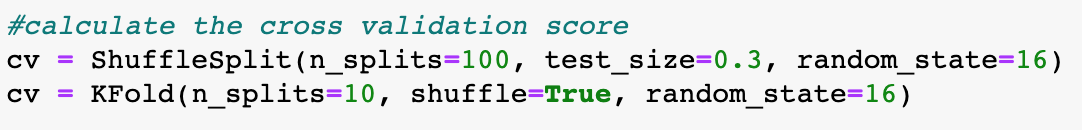 #calculate the cross validation score
cv = ShuffleSplit(n_splits=100, test_size=0.3, random_state=16)
cv = KFold(n_splits=10, shuffle=True, random_state=16)